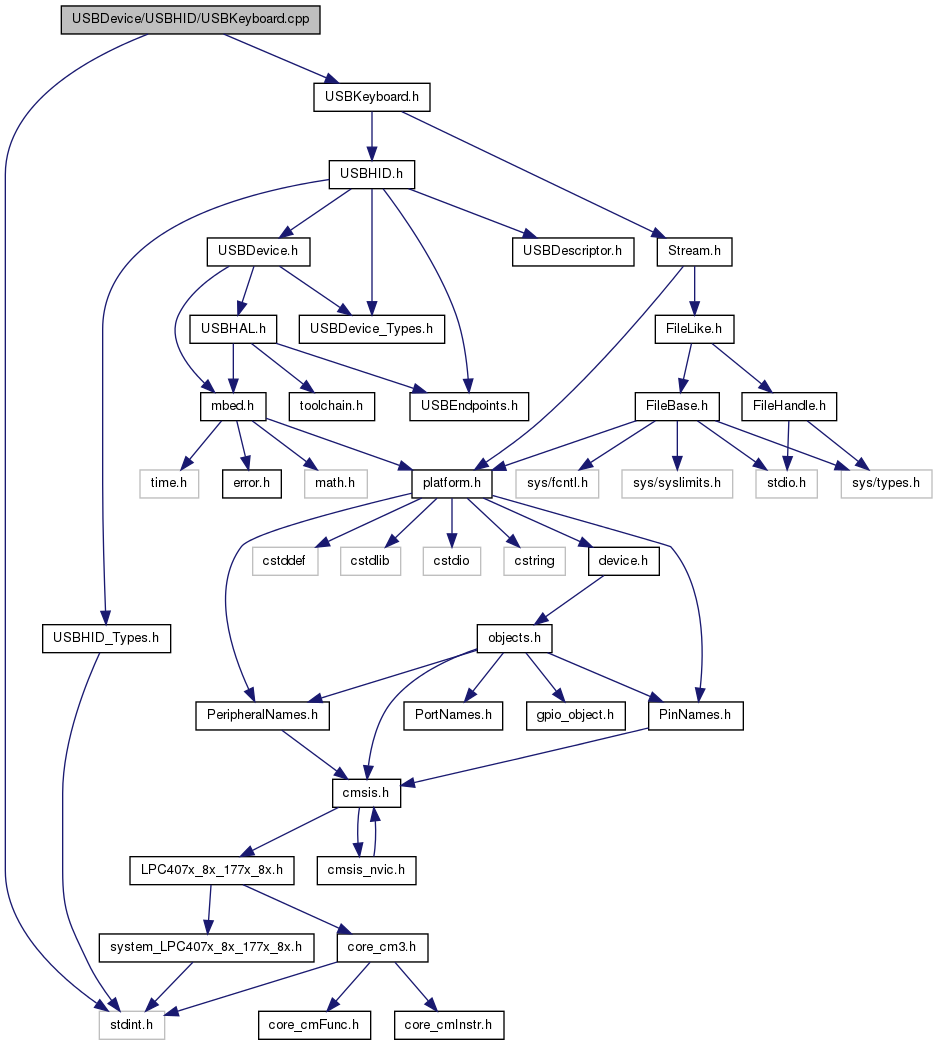 USBDevice/USBHID/USBKeyboard.cpp
USBKeyboard.h
USBHID.h
USBDevice.h
USBDescriptor.h
Stream.h
USBHAL.h
USBDevice_Types.h
FileLike.h
mbed.h
toolchain.h
USBEndpoints.h
FileBase.h
FileHandle.h
time.h
error.h
math.h
platform.h
sys/fcntl.h
sys/syslimits.h
stdio.h
sys/types.h
cstddef
cstdlib
cstdio
cstring
device.h
USBHID_Types.h
objects.h
PeripheralNames.h
PortNames.h
gpio_object.h
PinNames.h
cmsis.h
LPC407x_8x_177x_8x.h
cmsis_nvic.h
system_LPC407x_8x_177x_8x.h
core_cm3.h
stdint.h
core_cmFunc.h
core_cmInstr.h